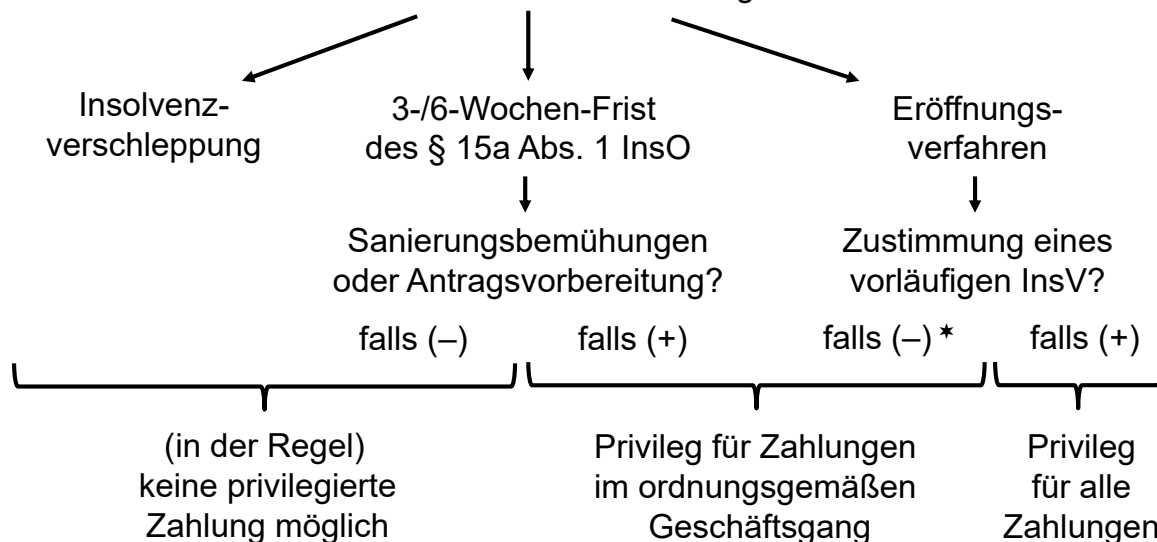 Insolvenz-
verschleppung
3-/6-Wochen-Frist
des § 15a Abs. 1 InsO
Eröffnungs-
verfahren
Sanierungsbemühungen
oder Antragsvorbereitung?
Zustimmung eines
vorläufigen InsV?
falls (–)
falls (+)
falls (–) *
falls (+)
(in der Regel)
keine privilegierte
Zahlung möglich
Privileg für Zahlungen
im ordnungsgemäßen
Geschäftsgang
Privileg
für alle
Zahlungen